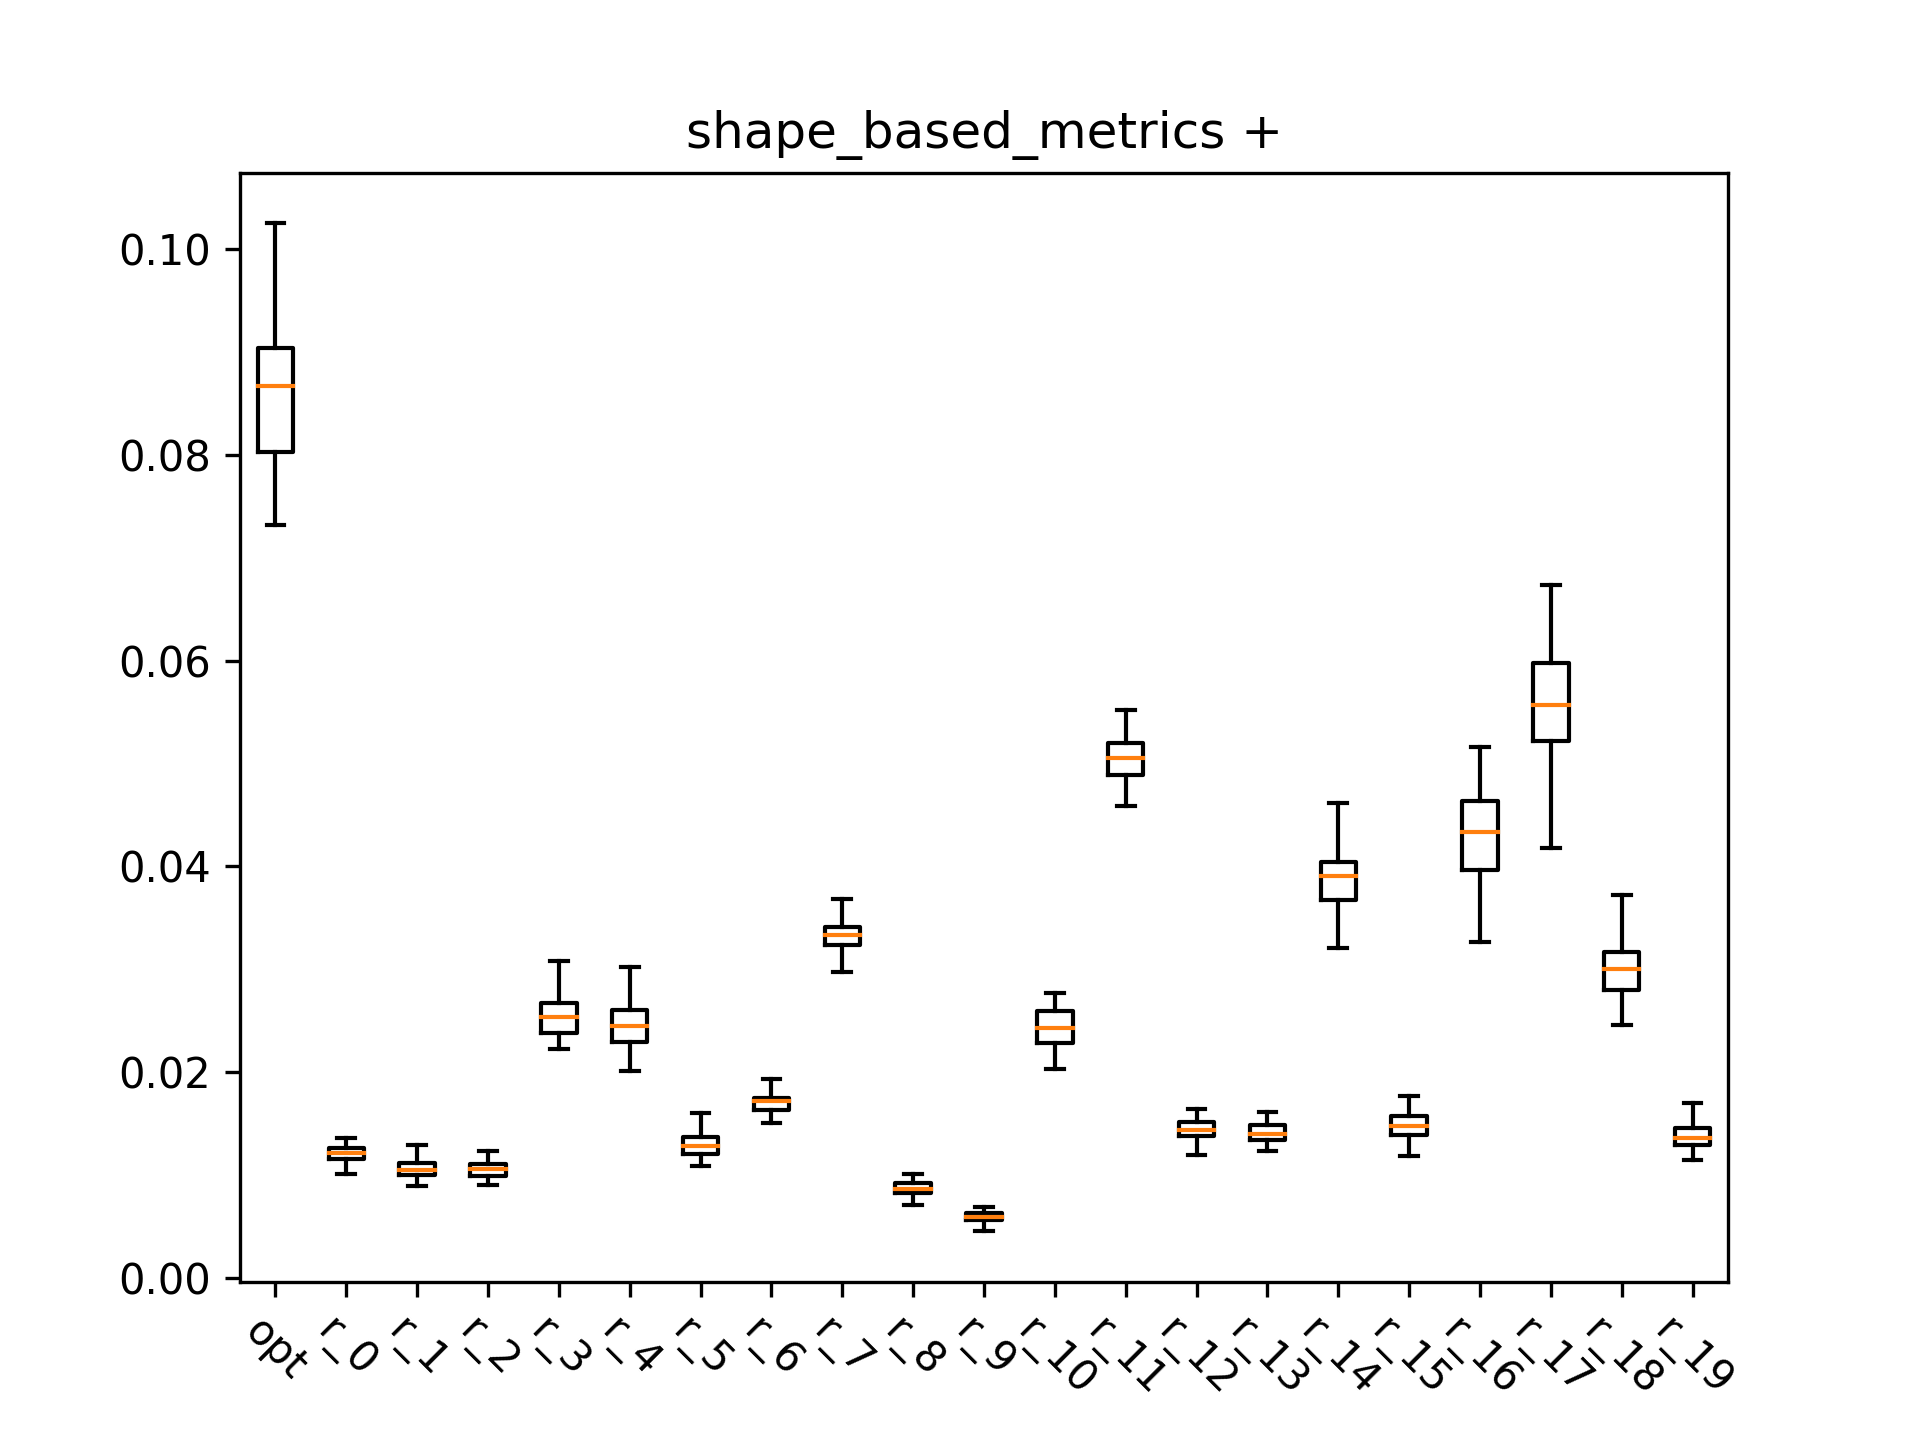 shape_based_metrics +
0.10
0.08
0.06
0.04
0.02
0.00
opt
r_0
r_1
r_2
r_3
r_4
r_5
r_6
r_7
r_8
r_9
r_10
r_11
r_12
r_13
r_14
r_15
r_16
r_17
r_18
r_19